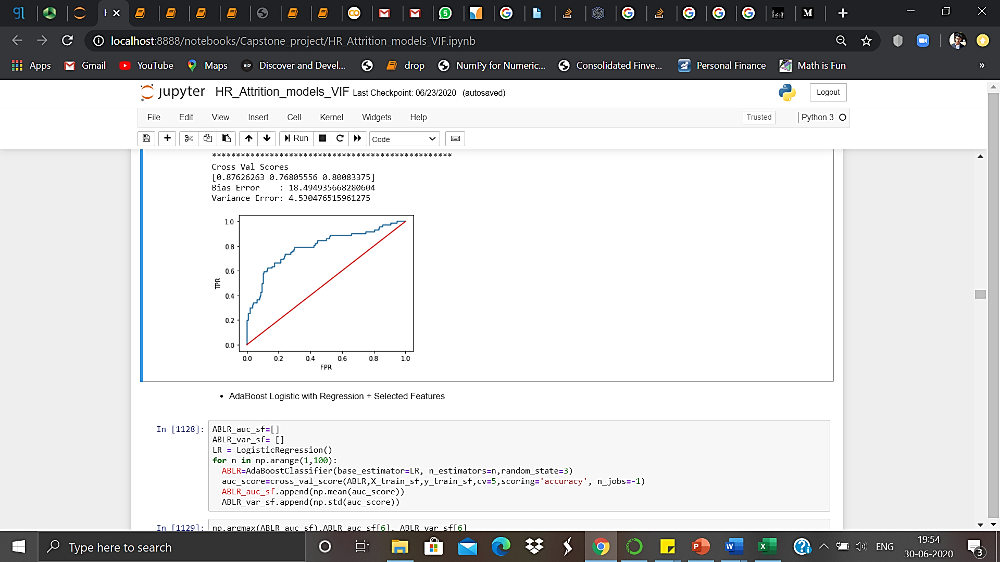 localhost:8888/notebooks/Capstone_project/HR_Attrition_models_VIF.ipynb
Apps Gmail YouTube Maps Discover and Devel... drop NumPy for Numeric... Consolidated Finve... Personal Finance Math is Fun »
jupyter HR_Attrition_models_VIF Last Checkpoint: 06/23/2020 (autosaved) Logout
File Edit View Insert Cell Kernel Widgets Help Trusted Python 3
Run Code
**************************************************
Cross Val Scores
[0.87626263 0.76805556 0.80083375]
Bias Error    : 18.494935668280604
Variance Error: 4.530476515961275
1.0
0.8
0.6
0.4
0.2
0.0
TPR
0.0 0.2 0.4 0.6 0.8 1.0
FPR
• AdaBoost Logistic with Regression + Selected Features
In [1128]: ABLR_auc_sf=[]
ABLR_var_sf= []
LR = LogisticRegression()
for n in np.arange(1,100):
  ABLR=AdaBoostClassifier(base_estimator=LR, n_estimators=n,random_state=3)
  auc_score=cross_val_score(ABLR,X_train_sf,y_train_sf,cv=5,scoring='accuracy', n_jobs=-1)
  ABLR_auc_sf.append(np.mean(auc_score))
  ABLR_var_sf.append(np.std(auc_score))
In [1129]: np.argmax(ABLR_auc_sf),ABLR_auc_sf[6], ABLR_var_sf[6]
Type here to search
ENG
19:54
30-06-2020
3